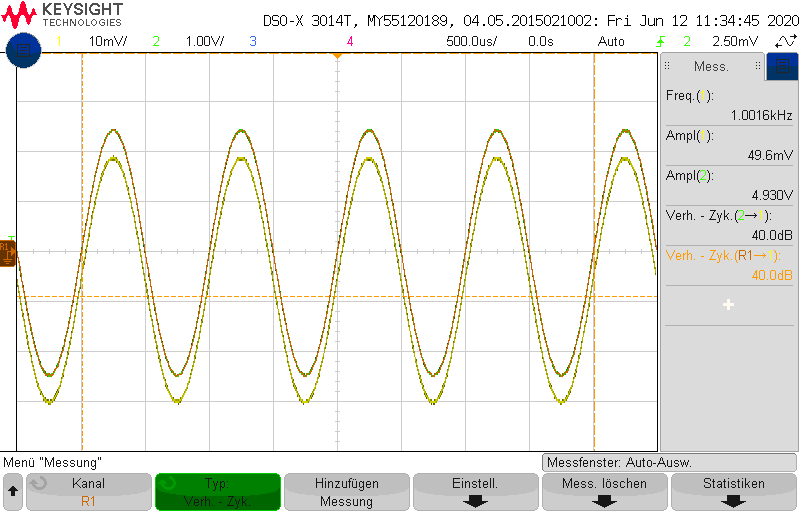 KEYSIGHT
TECHNOLOGIES
DSO-X 3014T, MY55120189, 04.05.2015021002: Fri Jun 12 11:34:45 2020
1 10mV/ 2 1.00V/ 3 4 500.0us/ 0.0s Auto 2 2.50mV
Mess.
Freq.( ):
1.0016kHz
Ampl( ):
49.6mV
Ampl(2):
4.930V
Verh. - Zyk.(2→ ):
40.0dB
Verh. - Zyk.(R1→1):
40.0dB
T
R1
Menü "Messung"
Messfenster: Auto-Ausw.
Kanal
R1
Typ:
Verh. - Zyk.
Hinzufügen
Messung
Einstell.
Mess. löschen
Statistiken